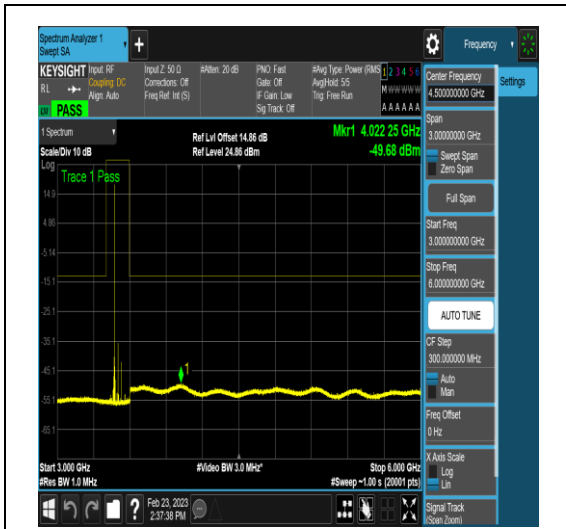 Spectrum Analyzer 1
Swept SA
+
Frequency
KEYSIGHT
Input: RF
Coupling: DC
Align: Auto
Input Z: 50 Ω
Corrections: Off
Freq Ref: Int (S)
#Atten: 20 dB
PNO: Fast
Gate: Off
IF Gain: Low
Sig Track: Off
#Avg Type: Power (RMS
Avg|Hold: 5/5
Trig: Free Run
1 2 3 4 5 6
M W W W W W
A A A A A A
R L
PASS
1 Spectrum
Scale/Div 10 dB
Ref Lvl Offset 14.86 dB
Ref Level 24.86 dBm
Mkr1 4.022 25 GHz
-49.68 dBm
Log
Trace 1 Pass
14.9
4.86
-5.14
-15.1
-25.1
-35.1
-45.1
-55.1
-65.1
1
Start 3.000 GHz
#Res BW 1.0 MHz
#Video BW 3.0 MHz*
Stop 6.000 GHz
#Sweep ~1.00 s (20001 pts)
Center Frequency
4.500000000 GHz
Settings
Span
3.00000000 GHz
Swept Span
Zero Span
Full Span
Start Freq
3.000000000 GHz
Stop Freq
6.000000000 GHz
AUTO TUNE
CF Step
300.000000 MHz
Auto
Man
Freq Offset
0 Hz
X Axis Scale
Log
Lin
Signal Track
(Span Zoom)
?
Feb 23, 2023
2:37:38 PM